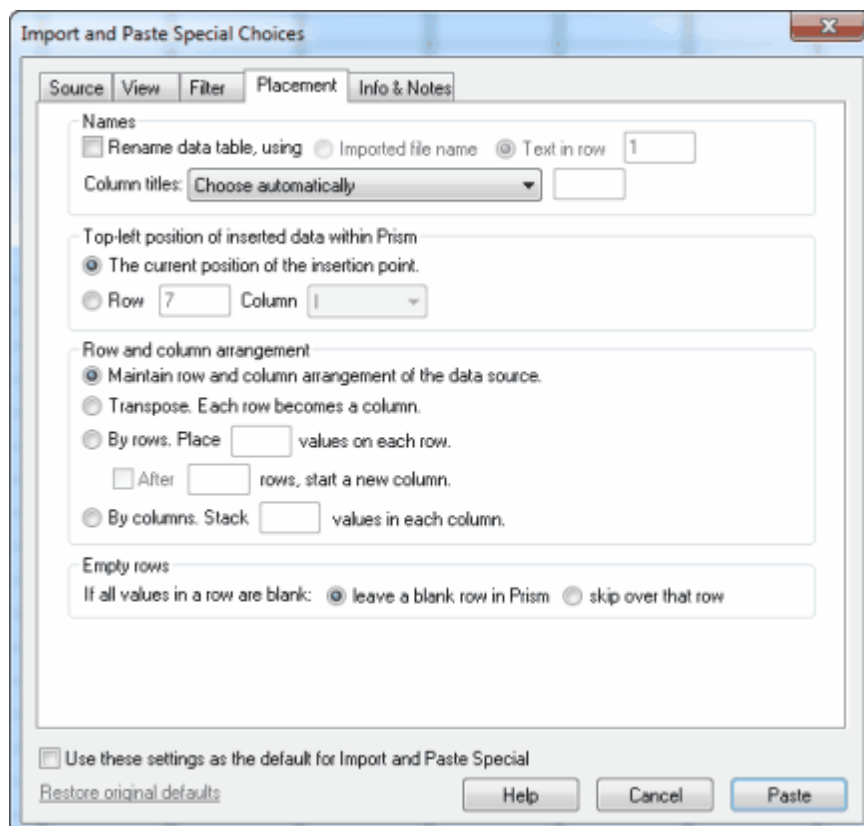 Import and Paste Special Choices
Source View Filter Placement Info & Notes
Names
Rename data table, using Imported file name Text in row 1
Column titles: Choose automatically
Top-left position of inserted data within Prism
The current position of the insertion point.
Row 7 Column I
Row and column arrangement
Maintain row and column arrangement of the data source.
Transpose. Each row becomes a column.
By rows. Place values on each row.
After rows, start a new column.
By columns. Stack values in each column.
Empty rows
If all values in a row are blank: leave a blank row in Prism skip over that row
Use these settings as the default for Import and Paste Special
Restore original defaults Help Cancel Paste